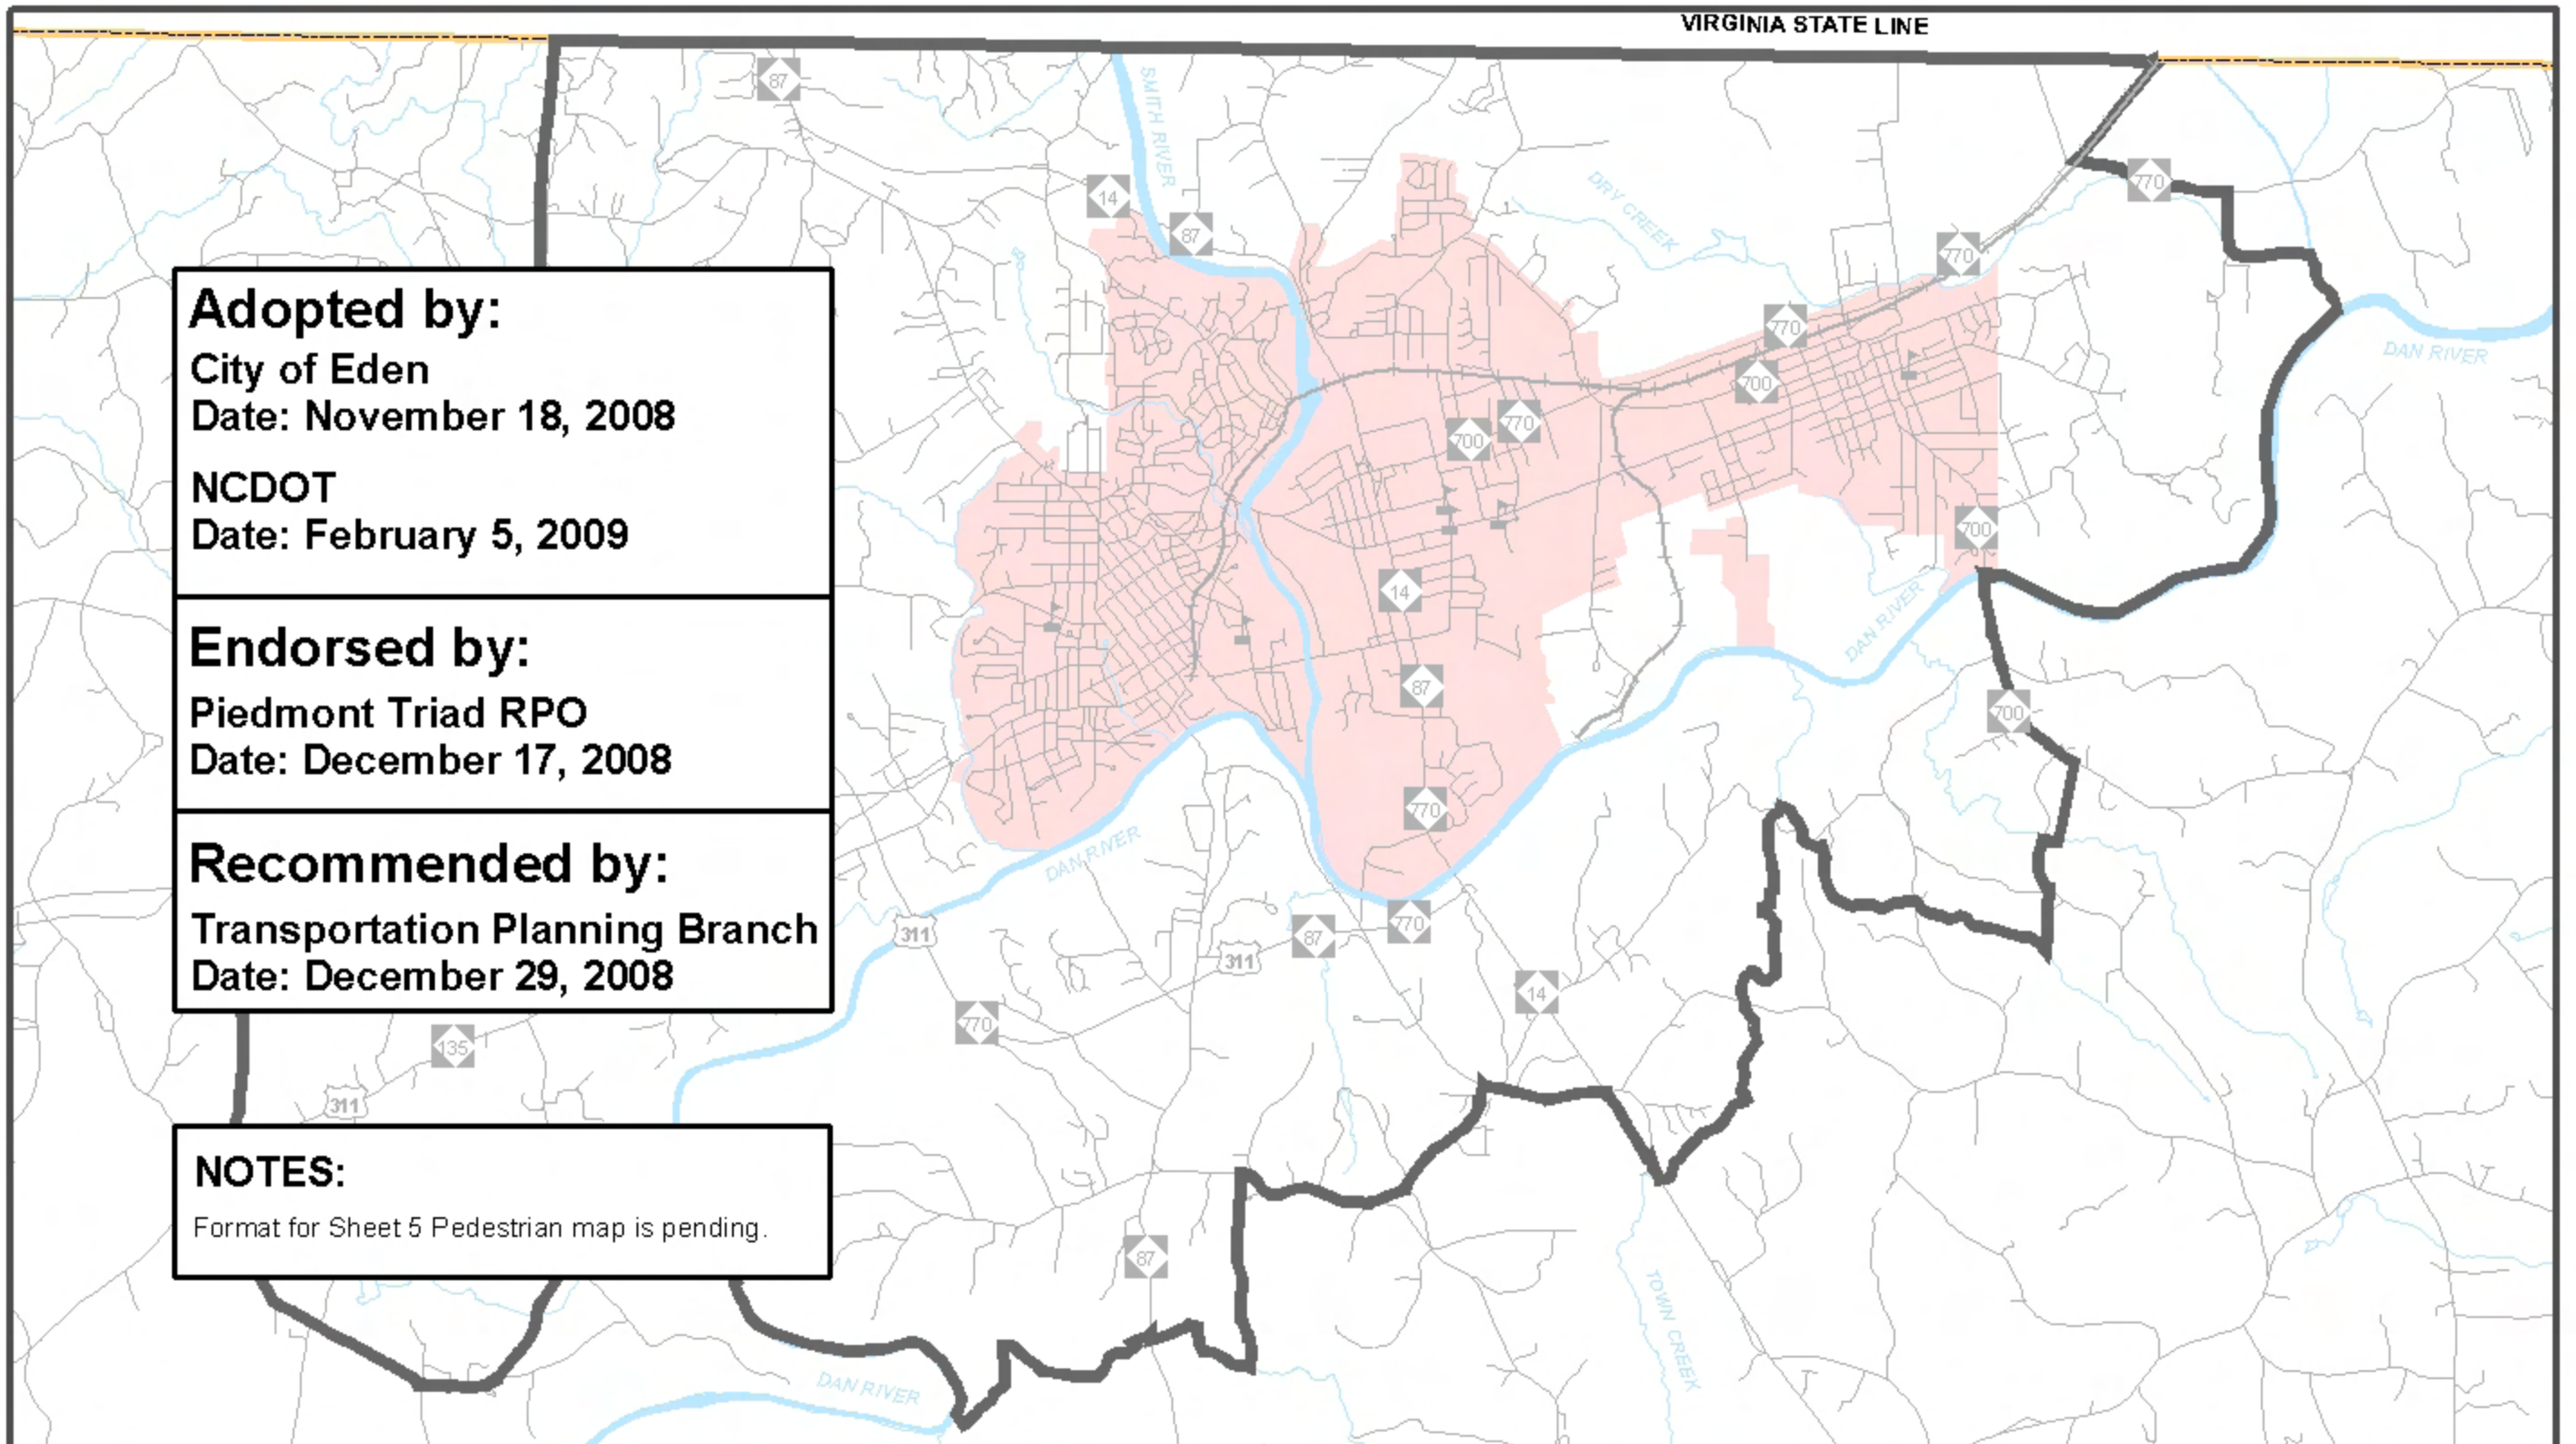 VIRGINIA STATE LINE
87
SMITH RIVER
14
87
DRY CREEK
770
770
770
DAN RIVER
700
770
700
700
14
DAN RIVER
87
700
770
DAN RIVER
311
87
770
311
14
770
135
311
87
TOWN CREEK
DAN RIVER
Adopted by:
City of Eden
Date: November 18, 2008
NCDOT
Date: February 5, 2009
Endorsed by:
Piedmont Triad RPO
Date: December 17, 2008
Recommended by:
Transportation Planning Branch
Date: December 29, 2008
NOTES:
Format for Sheet 5 Pedestrian map is pending.